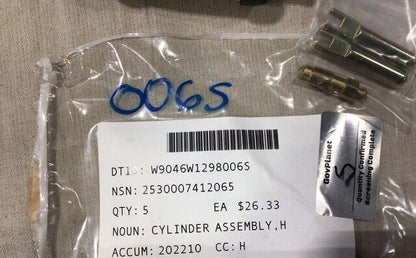 006S
DTID: W9046W1298006S
NSN: 2530007412065
QTY: 5 EA $26.33
NOUN: CYLINDER ASSEMBLY,H
ACCUM: 202210 CC: H
GovPlanet
5
Quantity Confirmed
Screening Complete